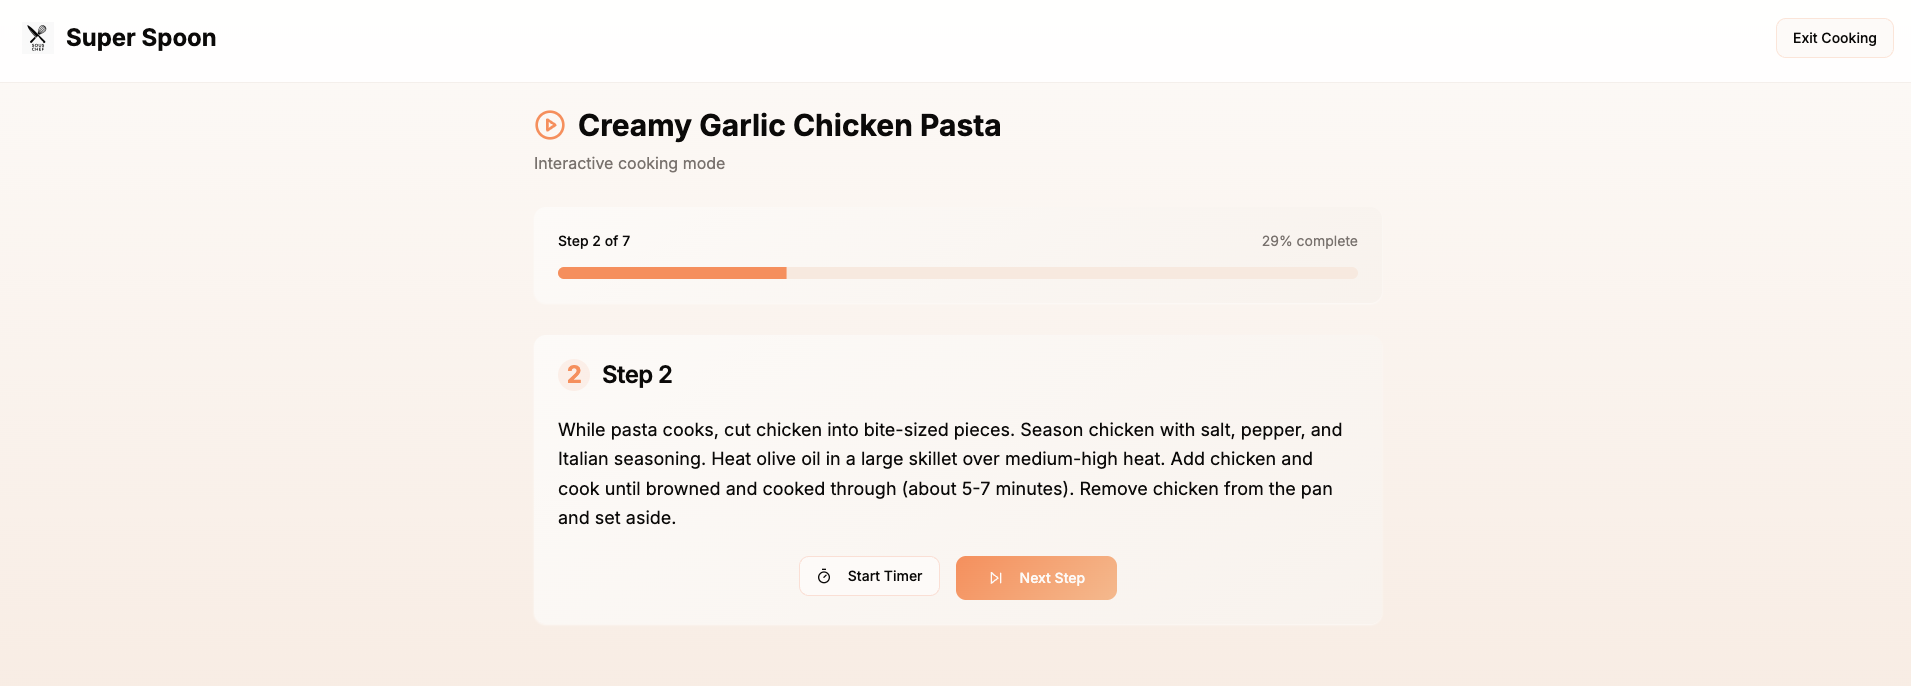 SOUS
CHEF
Super Spoon
Exit Cooking
Creamy Garlic Chicken Pasta
Interactive cooking mode
Step 2 of 7
29% complete
2 Step 2
While pasta cooks, cut chicken into bite-sized pieces. Season chicken with salt, pepper, and
Italian seasoning. Heat olive oil in a large skillet over medium-high heat. Add chicken and
cook until browned and cooked through (about 5-7 minutes). Remove chicken from the pan
and set aside.
Start Timer
Next Step